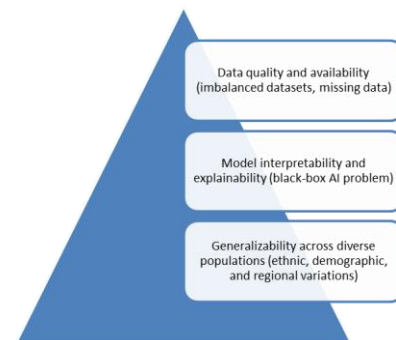 Data quality and availability
(imbalanced datasets, missing data)
Model interpretability and
explainability (black-box AI problem)
Generalizability across diverse
populations (ethnic, demographic,
and regional variations)